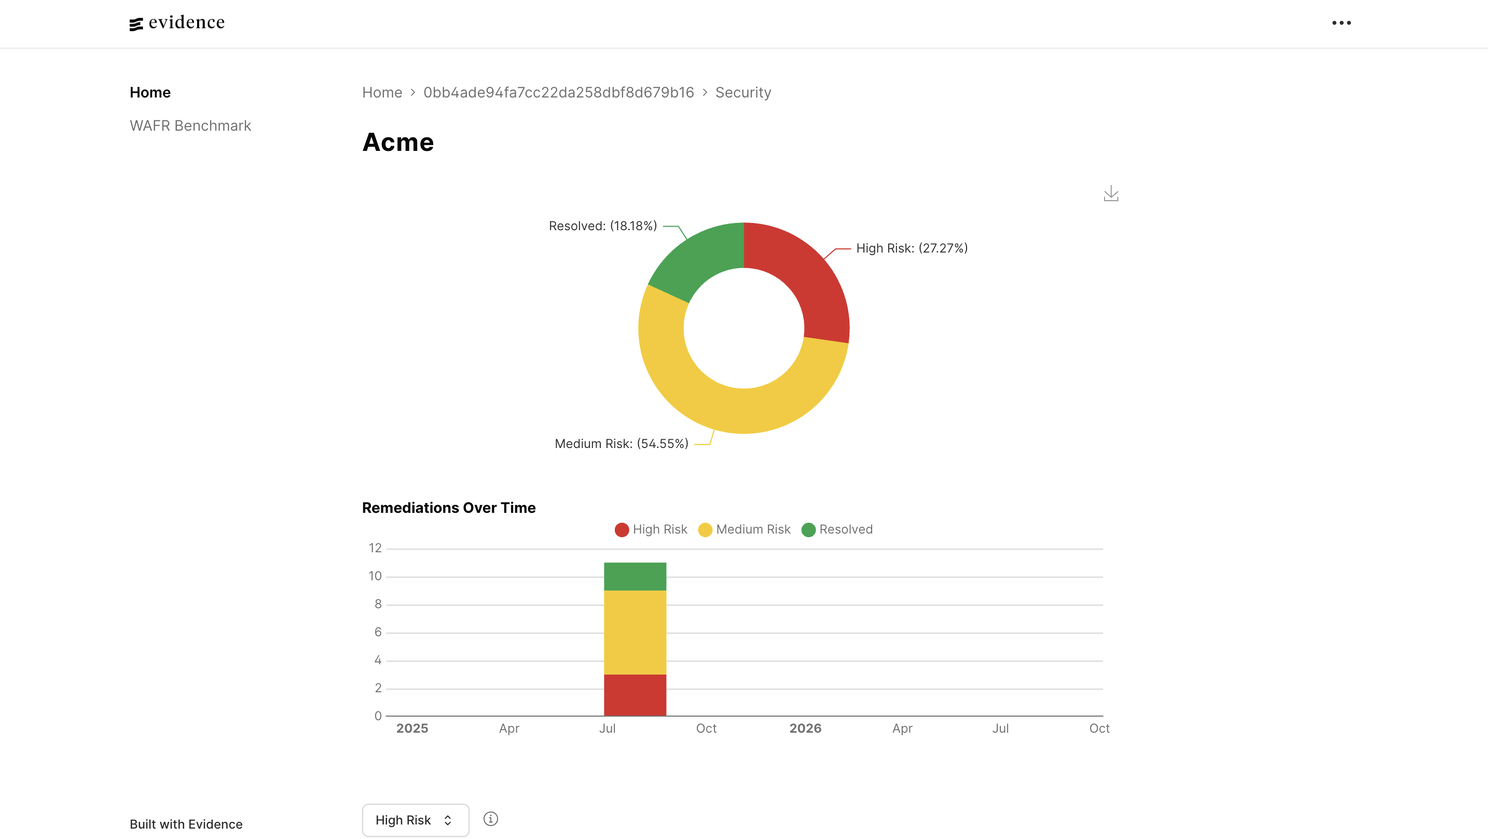 evidence
Home
WAFR Benchmark
Home > 0bb4ade94fa7cc22da258dbf8d679b16 > Security
Acme
Resolved: (18.18%)
High Risk: (27.27%)
Medium Risk: (54.55%)
Remediations Over Time
High Risk Medium Risk Resolved
12
10
8
6
4
2
0
2025 Apr Jul Oct 2026 Apr Jul Oct
High Risk
Built with Evidence